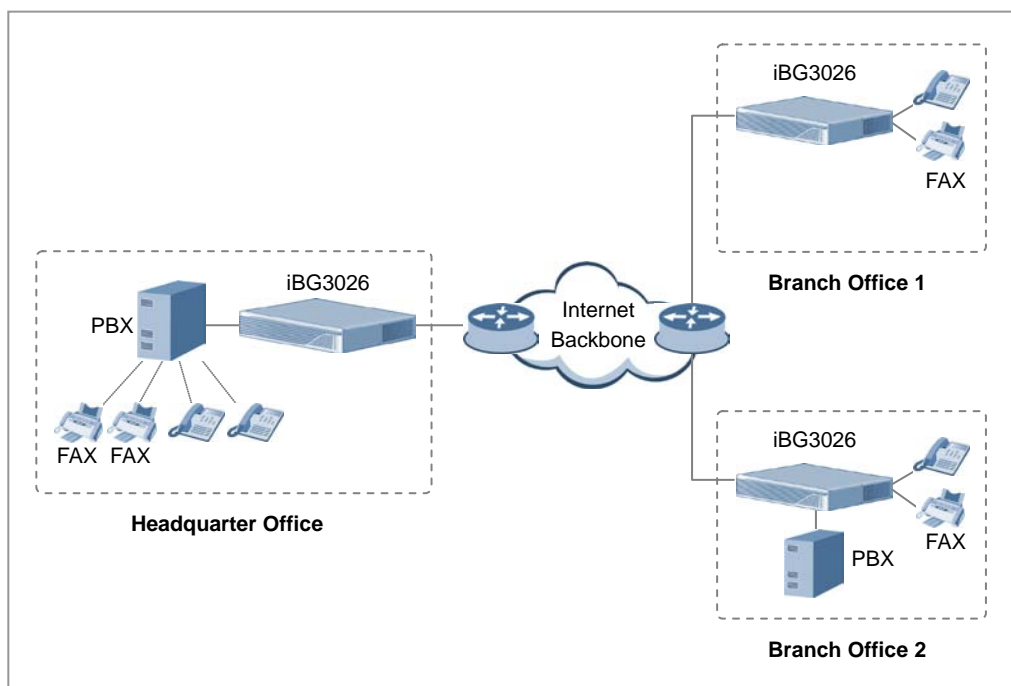 iBG3026
FAX
Branch Office 1
iBG3026
PBX
FAX
FAX
Headquarter Office
Internet
Backbone
iBG3026
FAX
PBX
Branch Office 2